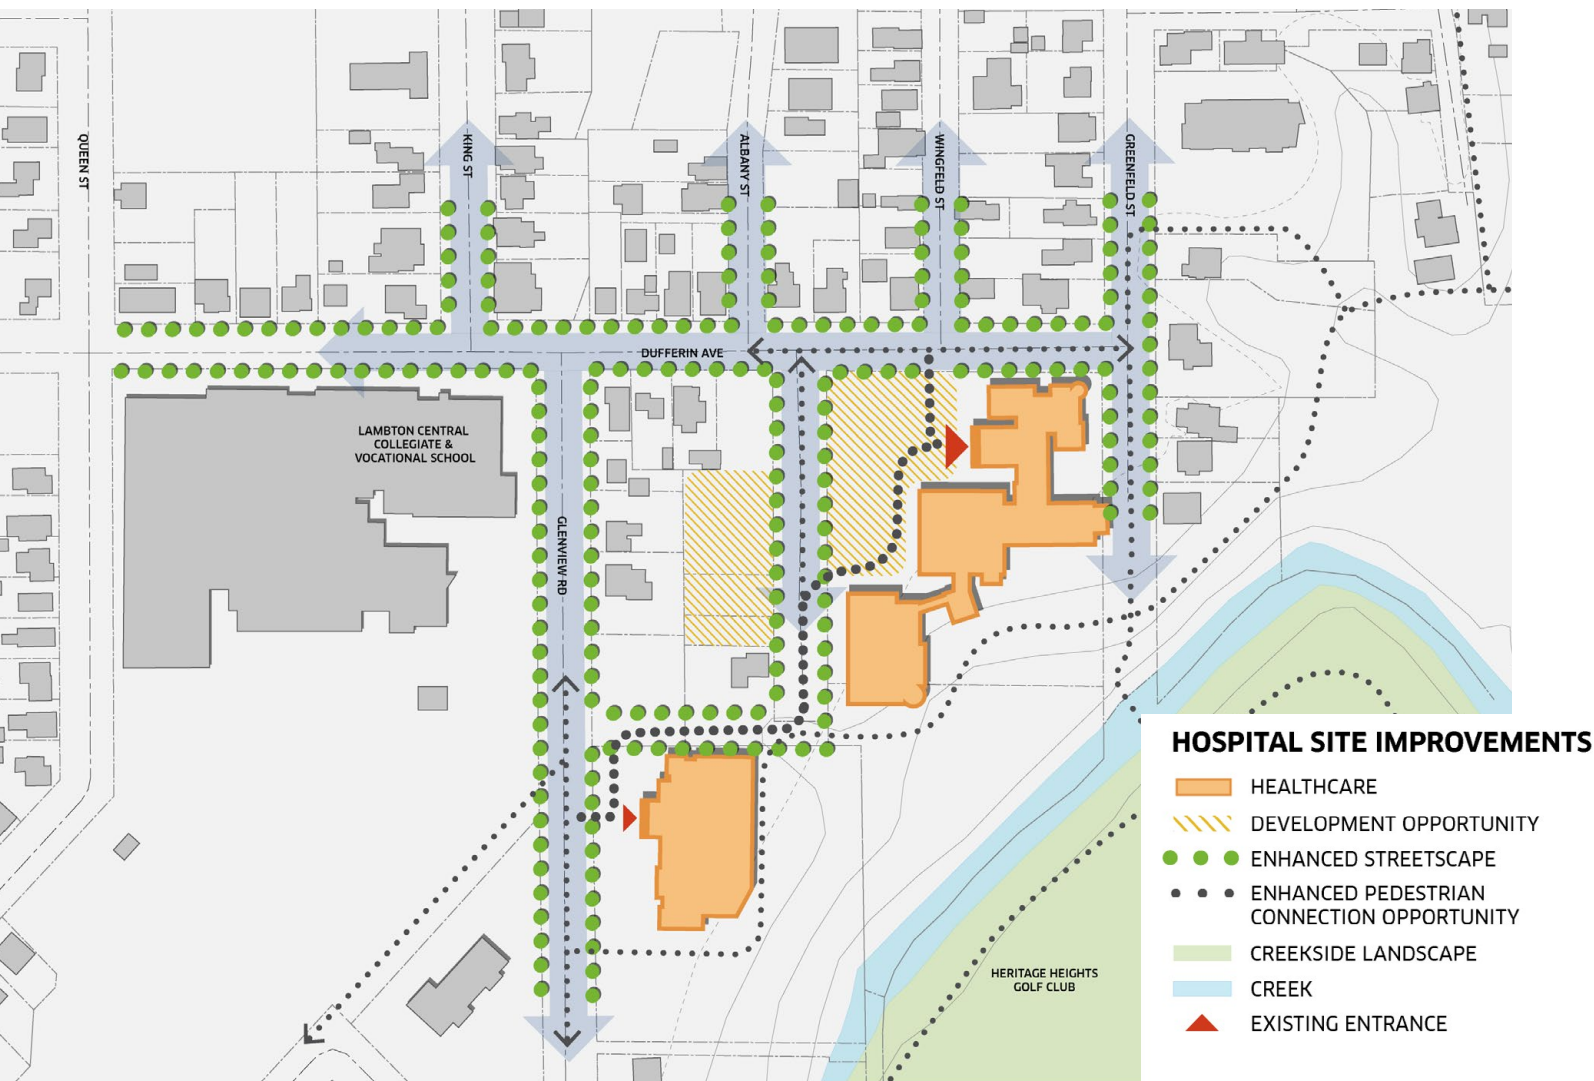 QUEEN ST
KING ST
ALBANY ST
WINGFELD ST
GREENFELD ST
DUFFERIN AVE
LAMBTON CENTRAL
COLLEGIATE &
VOCATIONAL SCHOOL
GLENVIEW RD
HERITAGE HEIGHTS
GOLF CLUB
HOSPITAL SITE IMPROVEMENTS
HEALTHCARE
DEVELOPMENT OPPORTUNITY
ENHANCED STREETSCAPE
ENHANCED PEDESTRIAN
CONNECTION OPPORTUNITY
CREEKSIDE LANDSCAPE
CREEK
EXISTING ENTRANCE